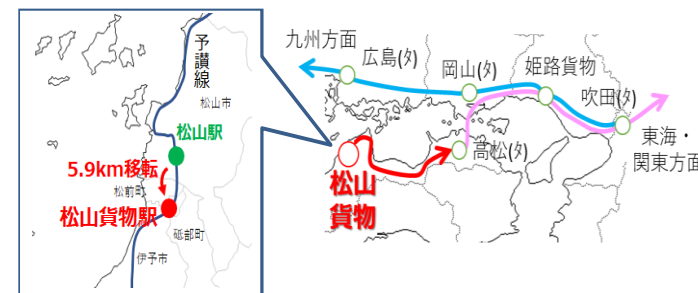 予讃線
松山市
松山駅
5.9km移転
松前町
松山貨物駅
砥部町
伊予市
九州方面
広島(タ)
岡山(タ)
姫路貨物
吹田(タ)
東海・
関東方面
高松(タ)
松山
貨物